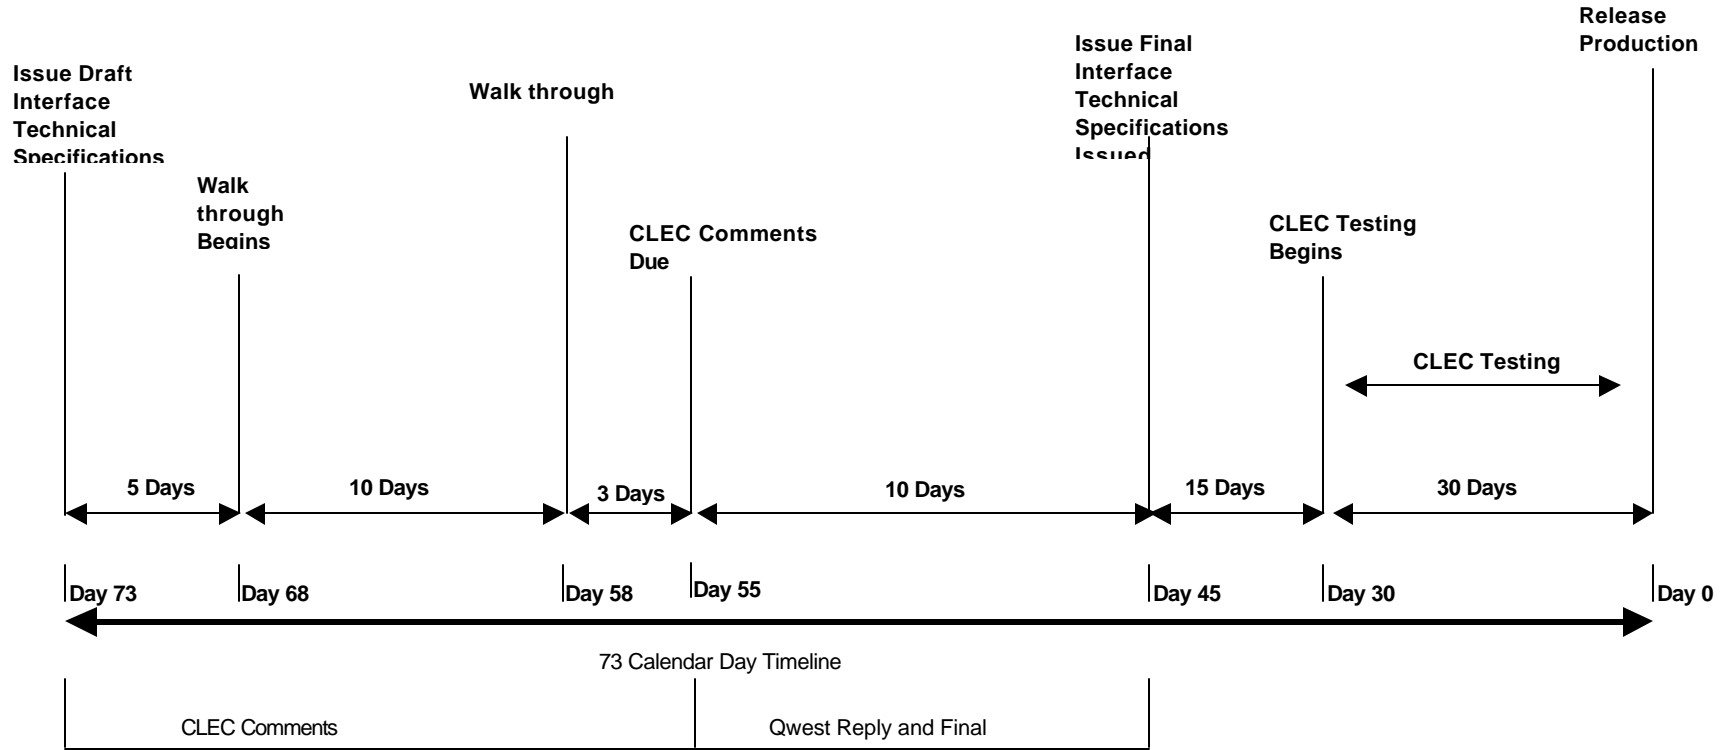 Release
Production
Issue Final
Interface
Technical
Specifications
Issued
Issue Draft
Interface
Technical
Specifications
Walk through
Walk
through
Begins
CLEC Comments
Due
CLEC Testing
Begins
CLEC Testing
5 Days
10 Days
3 Days
10 Days
15 Days
30 Days
Day 73
Day 68
Day 58
Day 55
Day 45
Day 30
Day 0
73 Calendar Day Timeline
CLEC Comments
Qwest Reply and Final